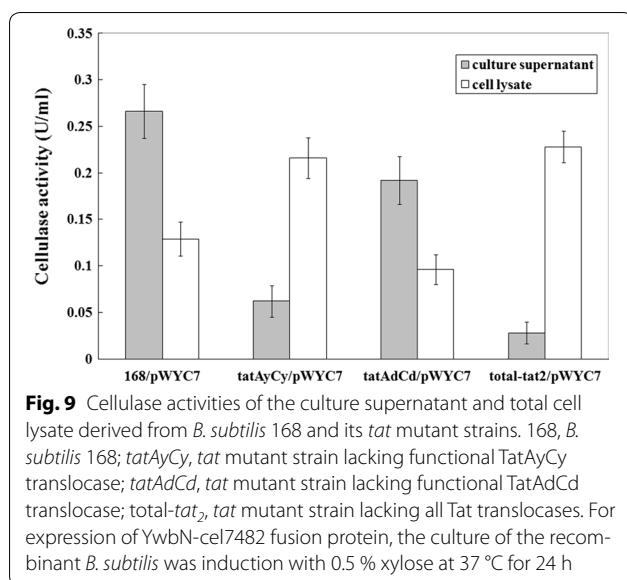 0.35
culture supernatant
cell lysate
0.3
0.25
0.2
0.15
0.1
0.05
0
Cellulase activity (U/ml)
168/pWYC7 tatAyCy/pWYC7 tatAdCd/pWYC7 total-tat2/pWYC7
Fig. 9 Cellulase activities of the culture supernatant and total cell
lysate derived from B. subtilis 168 and its tat mutant strains. 168, B.
subtilis 168; tatAyCy, tat mutant strain lacking functional TatAyCy
translocase; tatAdCd, tat mutant strain lacking functional TatAdCd
translocase; total-tat₂, tat mutant strain lacking all Tat translocases. For
expression of YwbN-cel7482 fusion protein, the culture of the recom-
binant B. subtilis was induction with 0.5 % xylose at 37 °C for 24 h